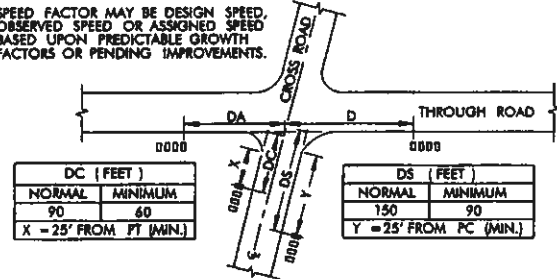 SPEED FACTOR MAY BE DESIGN SPEED,
OBSERVED SPEED OR ASSIGNED SPEED
BASED UPON PREDICTABLE GROWTH
FACTORS OR PENDING IMPROVEMENTS.
CROSS ROAD
THROUGH ROAD
DA
D
X
DC
DS
Y
DC (FEET)
NORMAL MINIMUM
90 60
X = 25' FROM PT (MIN.)
DS (FEET)
NORMAL MINIMUM
150 90
Y = 25' FROM PC (MIN.)